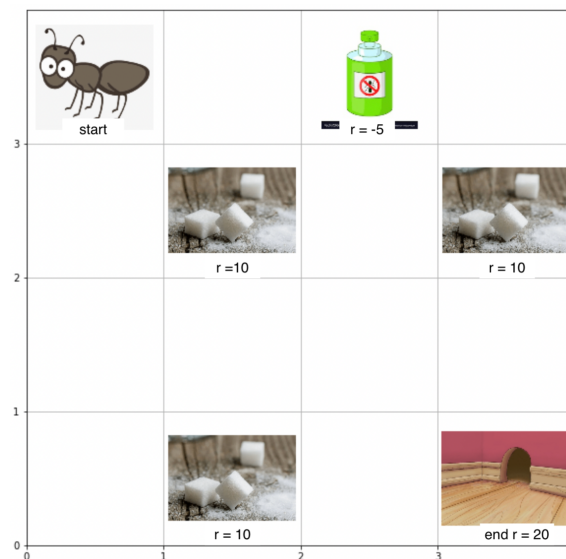 start
r = -5
3
r =10
r = 10
2
1
r = 10
end r = 20
0
0
1
2
3